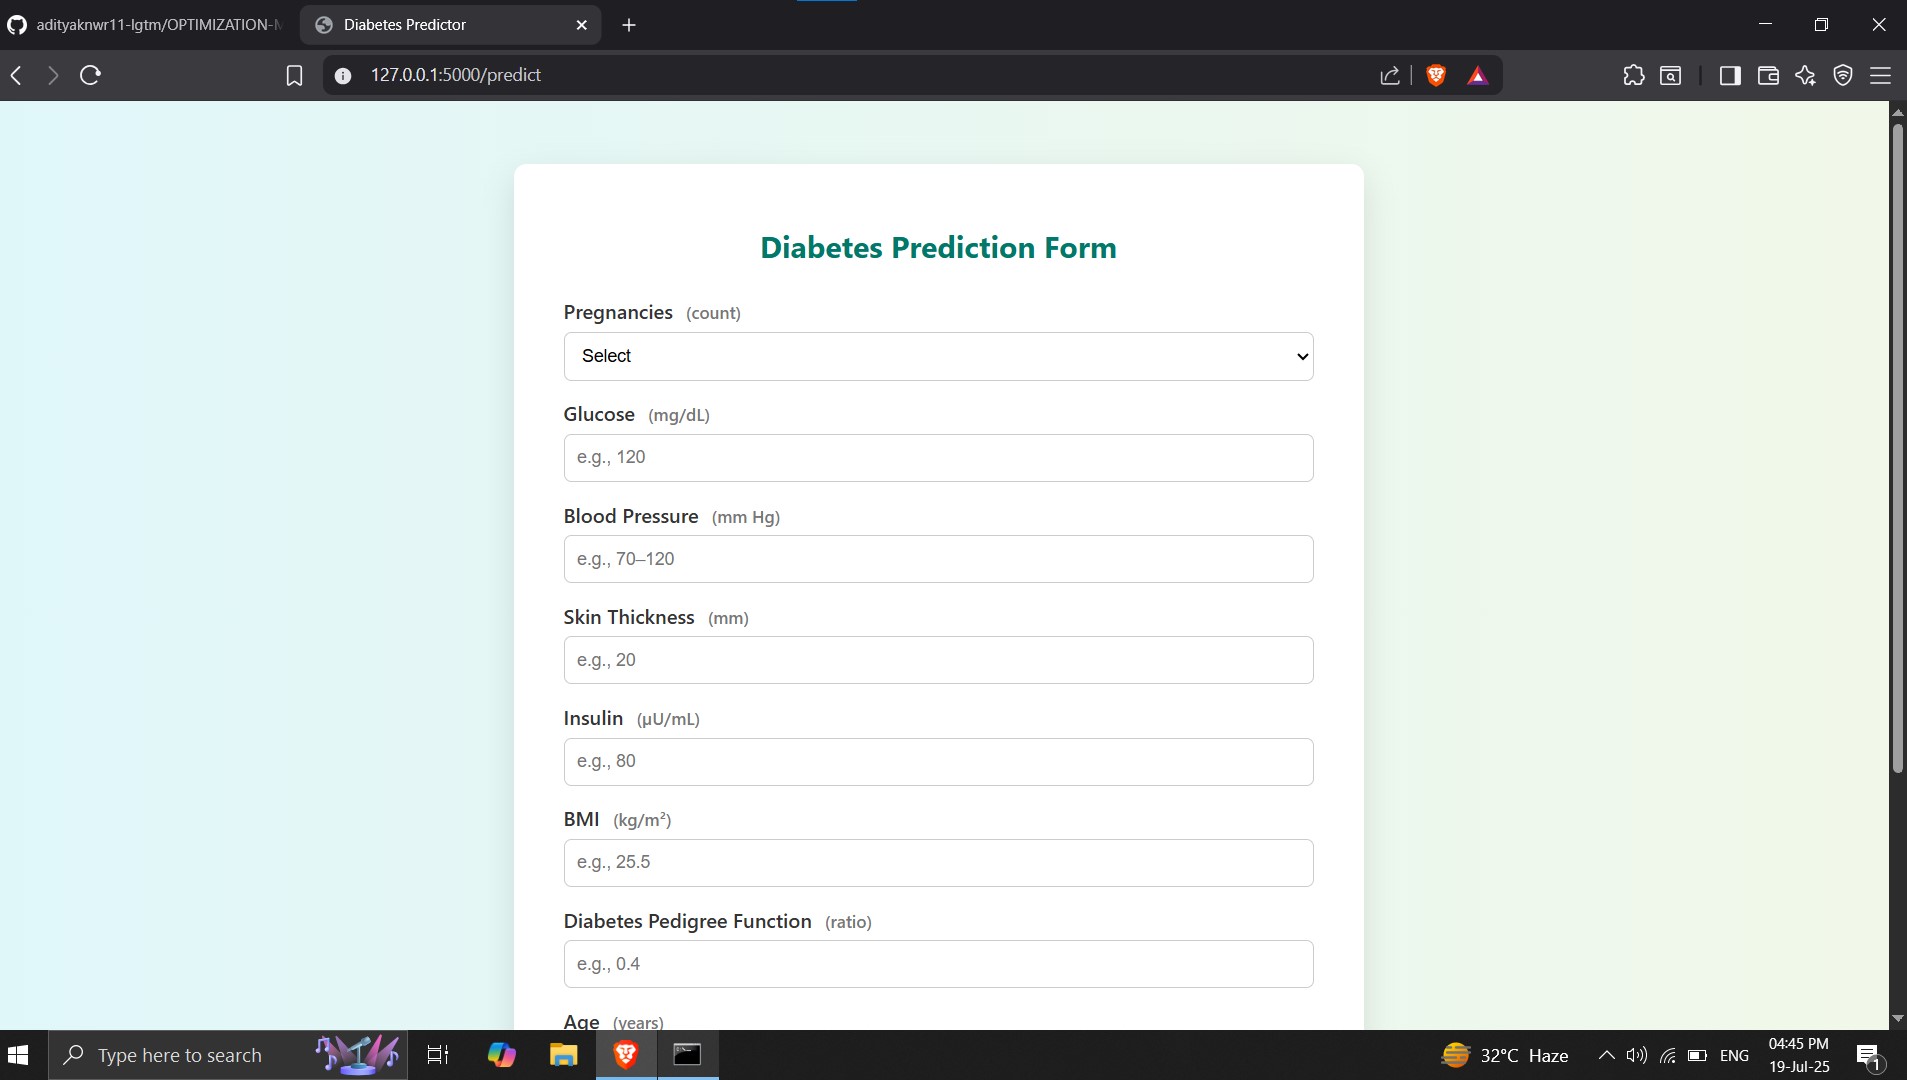 adityaknwr11-lgtm/OPTIMIZATION-M
Diabetes Predictor
127.0.0.1:5000/predict
Diabetes Prediction Form
Pregnancies (count)
Select
Glucose (mg/dL)
e.g., 120
Blood Pressure (mm Hg)
e.g., 70–120
Skin Thickness (mm)
e.g., 20
Insulin (μU/mL)
e.g., 80
BMI (kg/m²)
e.g., 25.5
Diabetes Pedigree Function (ratio)
e.g., 0.4
Age (years)
Type here to search
32°C Haze
ENG
04:45 PM
19-Jul-25
1